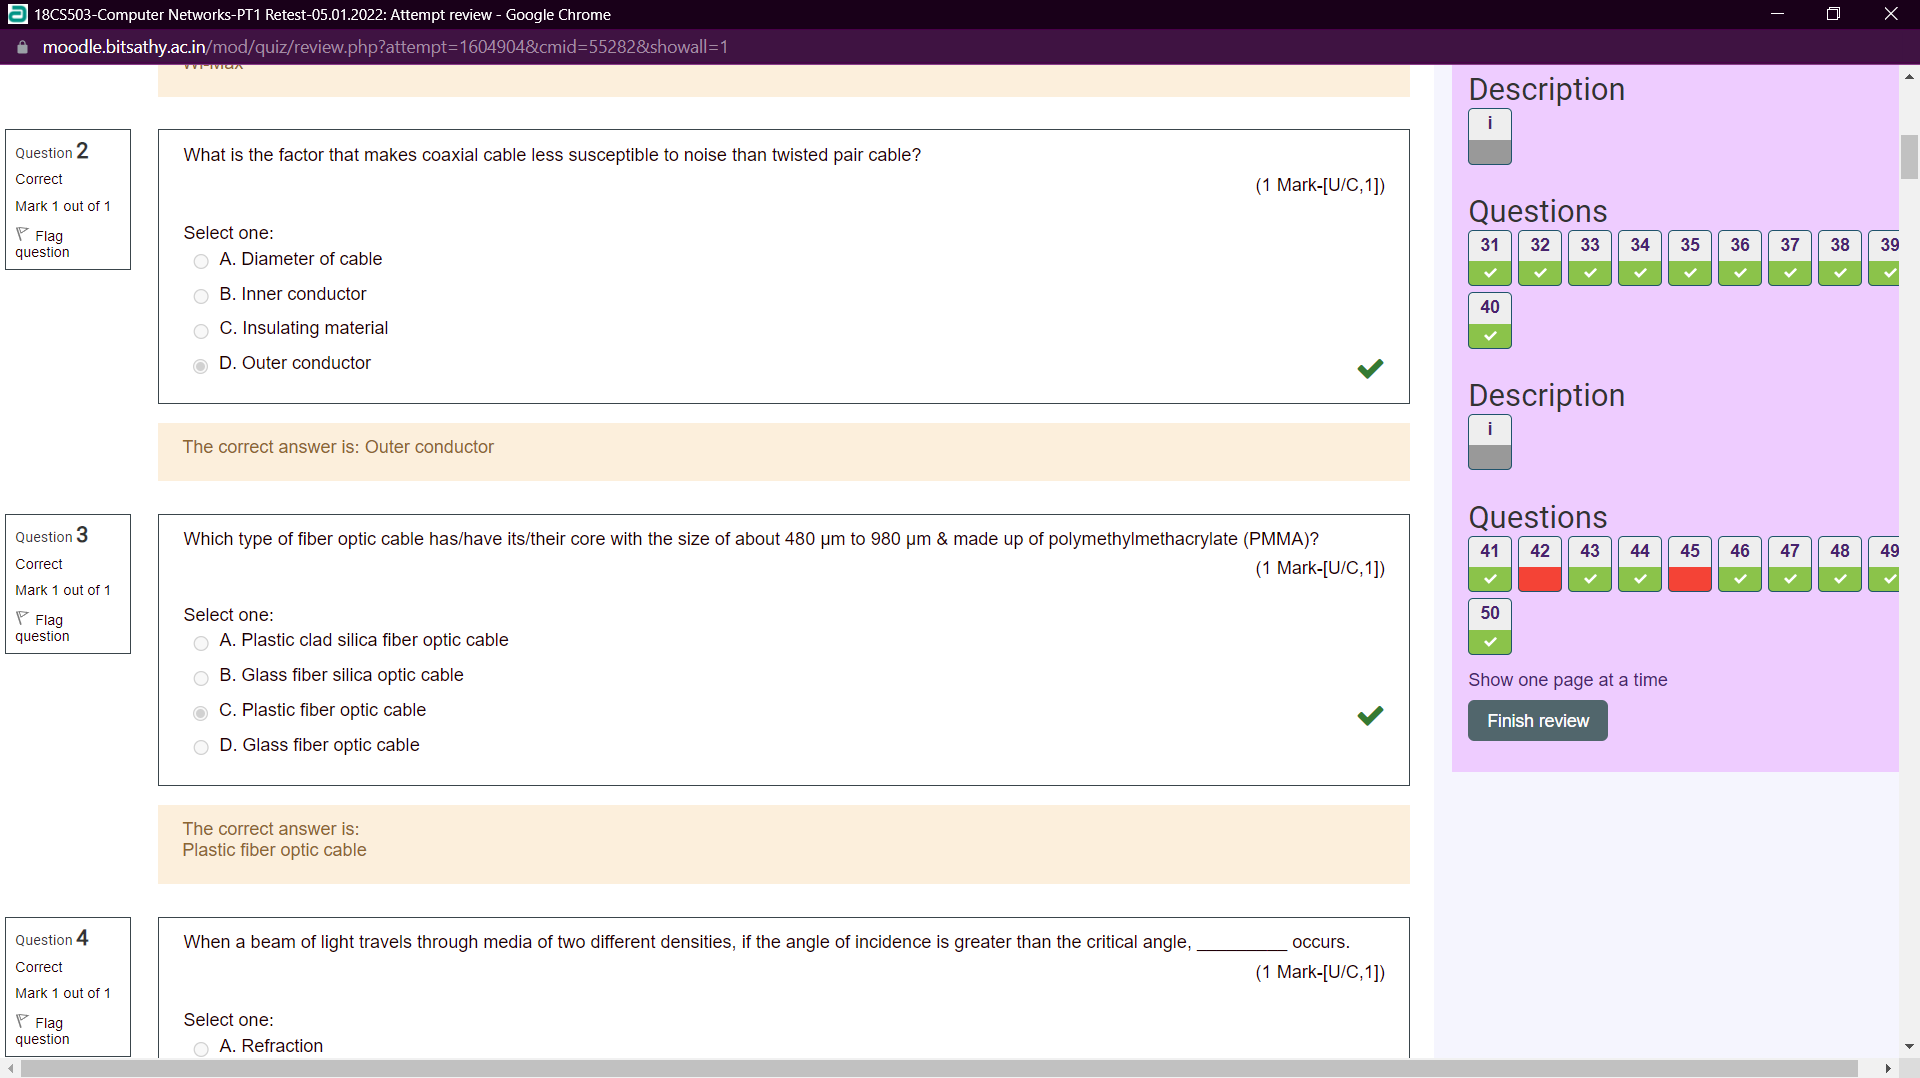 18CS503-Computer Networks-PT1 Retest-05.01.2022: Attempt review - Google Chrome
moodle.bitsathy.ac.in/mod/quiz/review.php?attempt=1604904&cmid=55282&showall=1
Question 2
Correct
Mark 1 out of 1
Flag
question
What is the factor that makes coaxial cable less susceptible to noise than twisted pair cable?
(1 Mark-[U/C,1])
Select one:
A. Diameter of cable
B. Inner conductor
C. Insulating material
D. Outer conductor
The correct answer is: Outer conductor
Question 3
Correct
Mark 1 out of 1
Flag
question
Which type of fiber optic cable has/have its/their core with the size of about 480 µm to 980 µm & made up of polymethylmethacrylate (PMMA)?
(1 Mark-[U/C,1])
Select one:
A. Plastic clad silica fiber optic cable
B. Glass fiber silica optic cable
C. Plastic fiber optic cable
D. Glass fiber optic cable
The correct answer is:
Plastic fiber optic cable
Question 4
Correct
Mark 1 out of 1
Flag
question
When a beam of light travels through media of two different densities, if the angle of incidence is greater than the critical angle, _________ occurs.
(1 Mark-[U/C,1])
Select one:
A. Refraction
Description
i
Questions
31 32 33 34 35 36 37 38 39
40
Description
i
Questions
41 42 43 44 45 46 47 48 49
50
Show one page at a time
Finish review